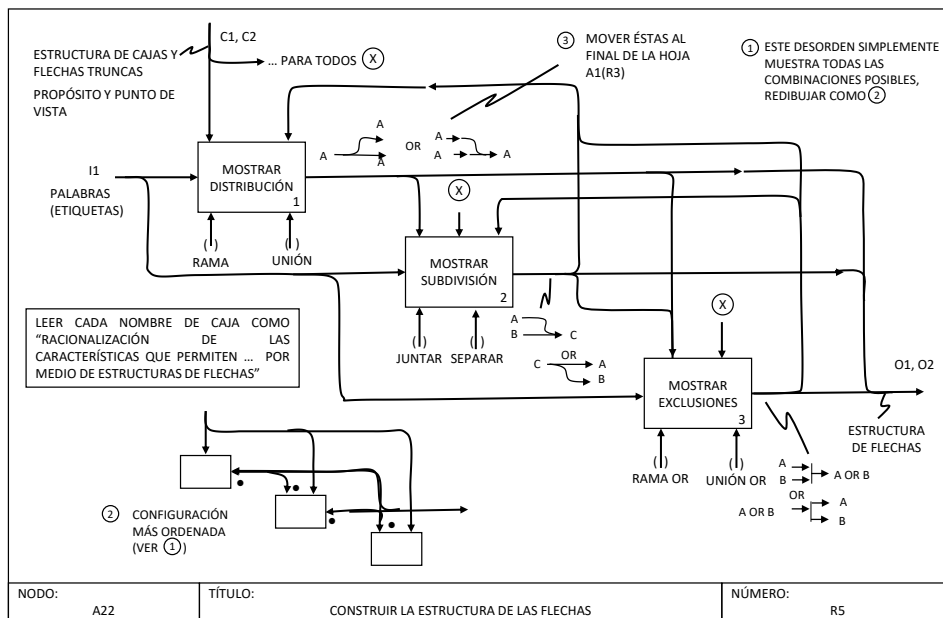 C1, C2
ESTRUCTURA DE CAJAS Y
FLECHAS TRUNCAS
PROPÓSITO Y PUNTO DE
VISTA
... PARA TODOS X
3 MOVER ÉSTAS AL
FINAL DE LA HOJA
A1(R3)
1 ESTE DESORDEN SIMPLEMENTE
MUESTRA TODAS LAS
COMBINACIONES POSIBLES,
REDIBUJAR COMO 2
I1
PALABRAS
(ETIQUETAS)
MOSTRAR
DISTRIBUCIÓN
1
A
A
A
OR
A
A
A
( )
RAMA
( )
UNIÓN
X
MOSTRAR
SUBDIVISIÓN
2
( )
JUNTAR
( )
SEPARAR
A
B
C
OR
C
A
B
X
MOSTRAR
EXCLUSIONES
3
( )
RAMA OR
( )
UNIÓN OR
O1, O2
ESTRUCTURA
DE FLECHAS
A
B
A OR B
OR
A OR B
A
B
LEER CADA NOMBRE DE CAJA COMO
“RACIONALIZACIÓN DE LAS
CARACTERÍSTICAS QUE PERMITEN ... POR
MEDIO DE ESTRUCTURAS DE FLECHAS”
2 CONFIGURACIÓN
MÁS ORDENADA
(VER 1)
NODO:
A22
TÍTULO:
CONSTRUIR LA ESTRUCTURA DE LAS FLECHAS
NÚMERO:
R5